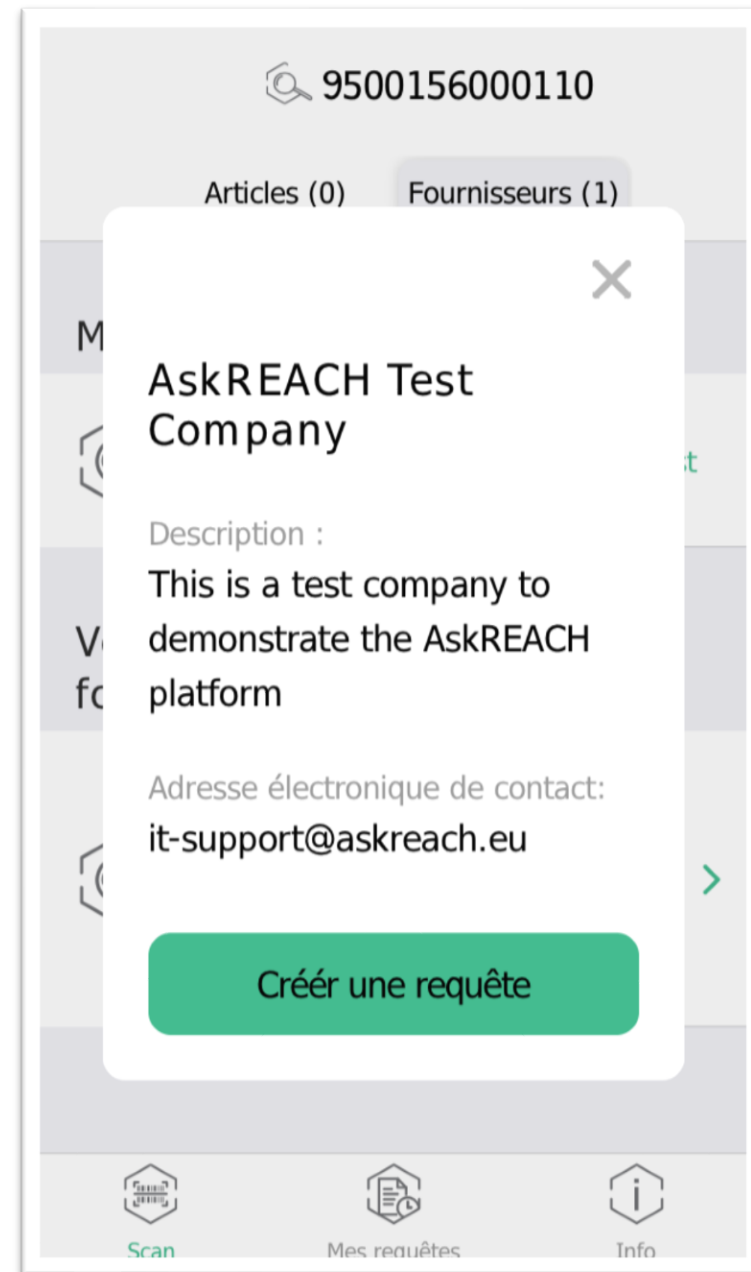 9500156000110
Articles (0) Fournisseurs (1)
AskREACH Test
Company
Description :
This is a test company to
demonstrate the AskREACH
platform
Adresse électronique de contact:
it-support@askreach.eu
Créér une requête
Scan Mes requêtes Info